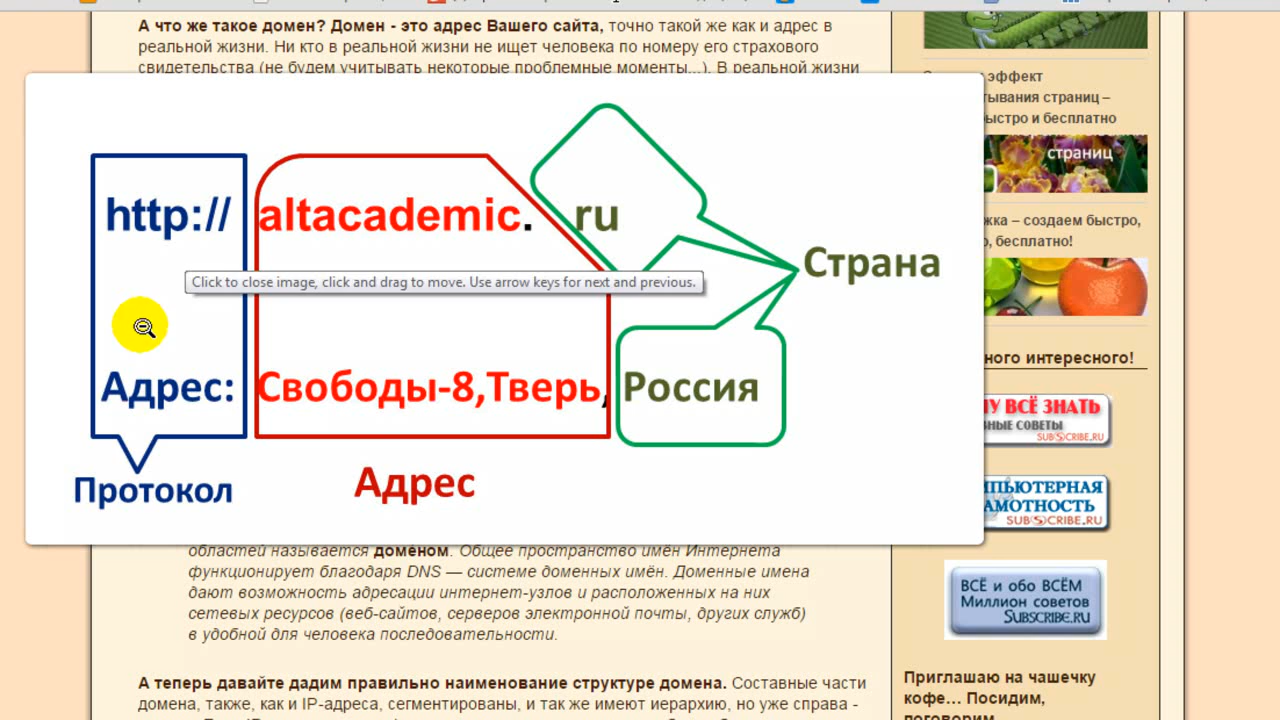 А что же такое домен? Домен - это адрес Вашего сайта, точно такой же как и адрес в
реальной жизни. Ни кто в реальной жизни не ищет человека по номеру его страхового
свидетельства (не будем учитывать некоторые проблемные моменты...). В реальной жизни
http:// altacademic. ru
Страна
Click to close image, click and drag to move. Use arrow keys for next and previous.
Адрес: Свободы-8,Тверь, Россия
Протокол
Адрес
областей называется доменом. Общее пространство имён Интернета
функционирует благодаря DNS — системе доменных имён. Доменные имена
дают возможность адресации интернет-узлов и расположенных на них
сетевых ресурсов (веб-сайтов, серверов электронной почты, других служб)
в удобной для человека последовательности.
А теперь давайте дадим правильно наименование структуре домена. Составные части
домена, также, как и IP-адреса, сегментированы, и так же имеют иерархию, но уже справа -
эффект
страниц –
и бесплатно
страниц
– создаем быстро,
бесплатно!
интересного!
ВСЁ ЗНАТЬ
СОВЕТЫ
SUBSCRIBE.RU
SUBSCRIBE.RU
ВСЁ и обо ВСЁМ
Миллион советов
SUBSCRIBE.RU
Приглашаю на чашечку
кофе... Посидим,
поговорим